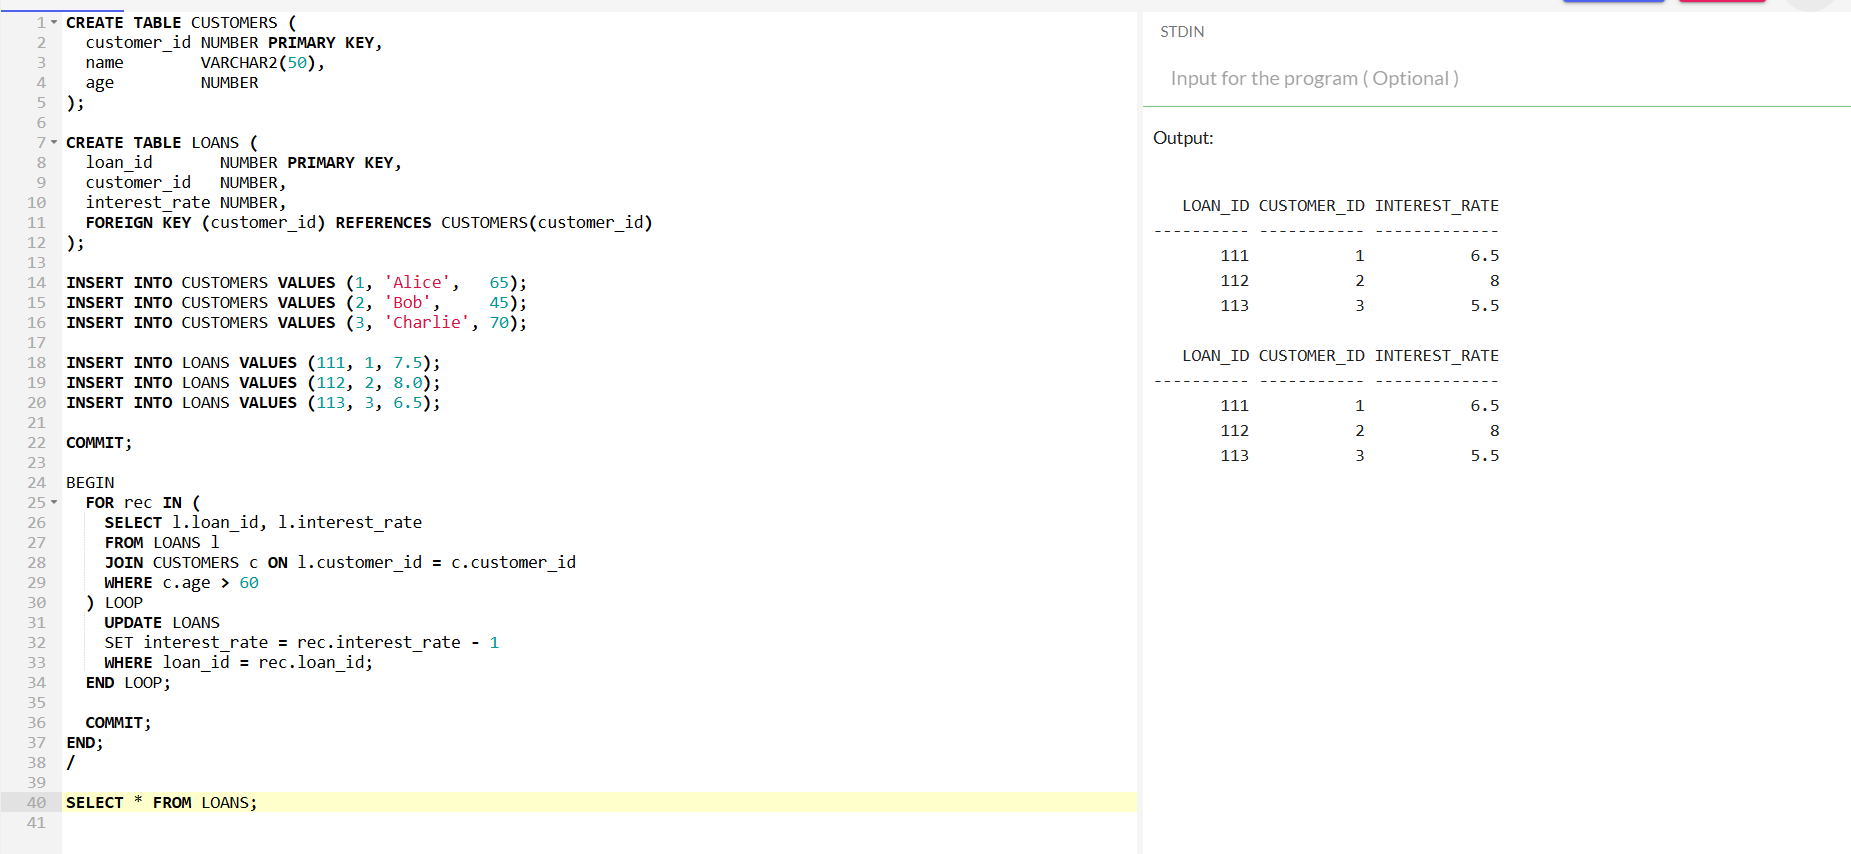 1 CREATE TABLE CUSTOMERS (
2   customer_id NUMBER PRIMARY KEY,
3   name        VARCHAR2(50),
4   age         NUMBER
5 );
6
7 CREATE TABLE LOANS (
8   loan_id       NUMBER PRIMARY KEY,
9   customer_id   NUMBER,
10   interest_rate NUMBER,
11   FOREIGN KEY (customer_id) REFERENCES CUSTOMERS(customer_id)
12 );
13
14 INSERT INTO CUSTOMERS VALUES (1, 'Alice',   65);
15 INSERT INTO CUSTOMERS VALUES (2, 'Bob',     45);
16 INSERT INTO CUSTOMERS VALUES (3, 'Charlie', 70);
17
18 INSERT INTO LOANS VALUES (111, 1, 7.5);
19 INSERT INTO LOANS VALUES (112, 2, 8.0);
20 INSERT INTO LOANS VALUES (113, 3, 6.5);
21
22 COMMIT;
23
24 BEGIN
25   FOR rec IN (
26     SELECT l.loan_id, l.interest_rate
27     FROM LOANS l
28     JOIN CUSTOMERS c ON l.customer_id = c.customer_id
29     WHERE c.age > 60
30   ) LOOP
31     UPDATE LOANS
32     SET interest_rate = rec.interest_rate - 1
33     WHERE loan_id = rec.loan_id;
34   END LOOP;
35
36   COMMIT;
37 END;
38 /
39
40 SELECT * FROM LOANS;
41
STDIN
Input for the program ( Optional )
Output:
   LOAN_ID CUSTOMER_ID INTEREST_RATE
---------- ----------- -------------
       111           1           6.5
       112           2             8
       113           3           5.5
   LOAN_ID CUSTOMER_ID INTEREST_RATE
---------- ----------- -------------
       111           1           6.5
       112           2             8
       113           3           5.5